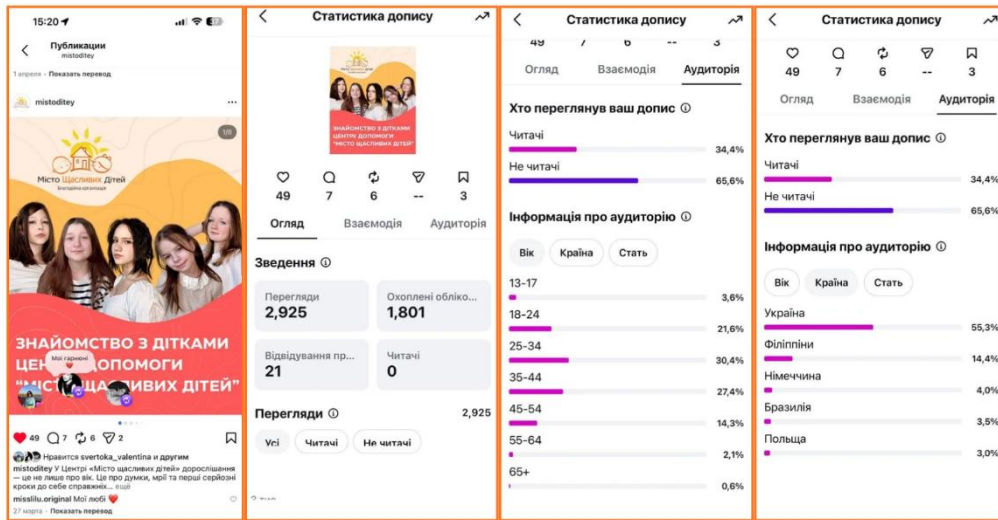 15:20
Публикации
mistoditey
1 апреля · Показать перевод
mistoditey
1/8
Місто Щасливих Дітей
Благодійна організація
ЗНАЙОМСТВО З ДІТКАМИ
ЦЕНТРУ ДОПОМОГИ
“МІСТО ЩАСЛИВИХ ДІТЕЙ”
Мої гарнюні
49 7 6 2
Нравится svertoka_valentina и другим
mistoditey У Центрі «Місто щасливих дітей» дорослішання
— це не лише про вік. Це про думки, мрії та перші серйозні
кроки до себе справжніх... ещё
misslilu.original Мої любі
27 марта · Показать перевод
Статистика допису
Місто Щасливих Дітей
ЗНАЙОМСТВО З ДІТКАМИ
ЦЕНТРУ ДОПОМОГИ
“МІСТО ЩАСЛИВИХ ДІТЕЙ”
49 7 6 -- 3
Огляд Взаємодія Аудиторія
Зведення
Перегляди
2,925
Охоплені обліко...
1,801
Відвідування пр...
21
Читачі
0
Перегляди 2,925
Усі Читачі Не читачі
Статистика допису
49 7 6 -- 3
Огляд Взаємодія Аудиторія
Хто переглянув ваш допис
Читачі
34,4%
Не читачі
65,6%
Інформація про аудиторію
Вік Країна Стать
13-17
3,6%
18-24
21,6%
25-34
30,4%
35-44
27,4%
45-54
14,3%
55-64
2,1%
65+
0,6%
Статистика допису
49 7 6 -- 3
Огляд Взаємодія Аудиторія
Хто переглянув ваш допис
Читачі
34,4%
Не читачі
65,6%
Інформація про аудиторію
Вік Країна Стать
Україна
55,3%
Філіппіни
14,4%
Німеччина
4,0%
Бразилія
3,5%
Польща
3,0%